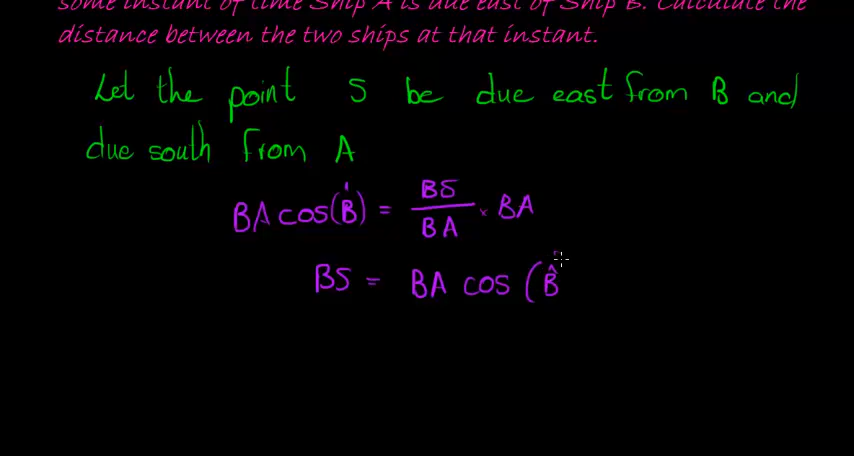 some instant of time Ship A is due east of Ship B. Calculate the
distance between the two ships at that instant.
Let the point S be due east from B and
due south from A
BA cos(B̂) = BS/BA × BA
BS = BA cos (B̂